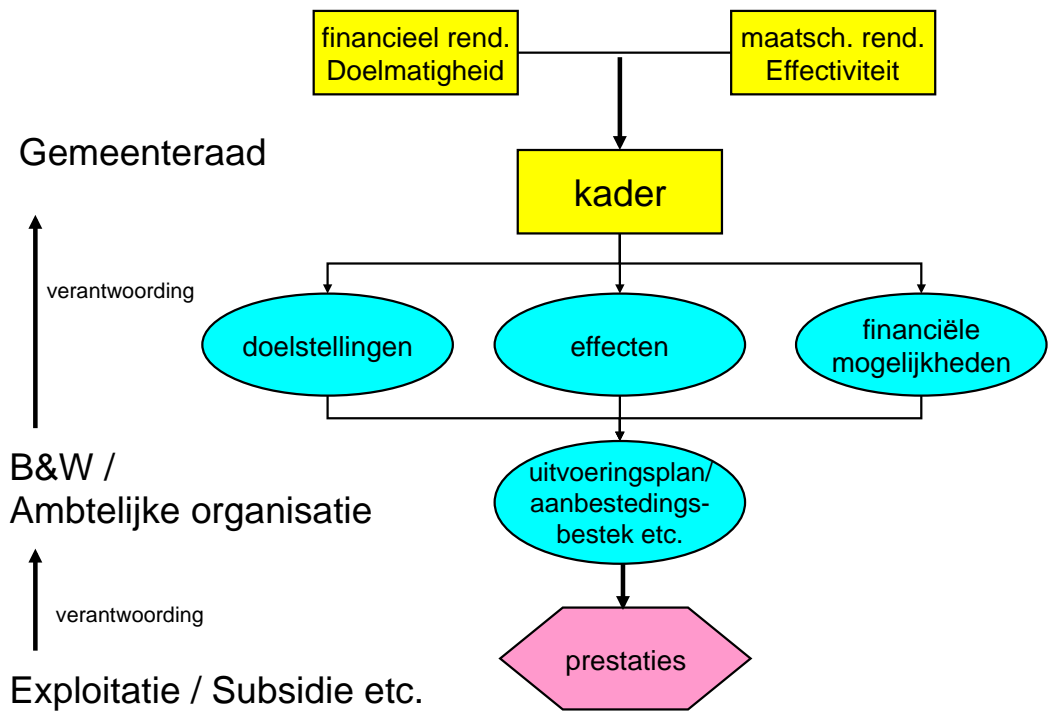 financieel rend.
Doelmatigheid
maatsch. rend.
Effectiviteit
Gemeenteraad
kader
verantwoording
doelstellingen
effecten
financiële
mogelijkheden
B&W /
Ambtelijke organisatie
uitvoeringsplan/
aanbestedings-
bestek etc.
verantwoording
prestaties
Exploitatie / Subsidie etc.